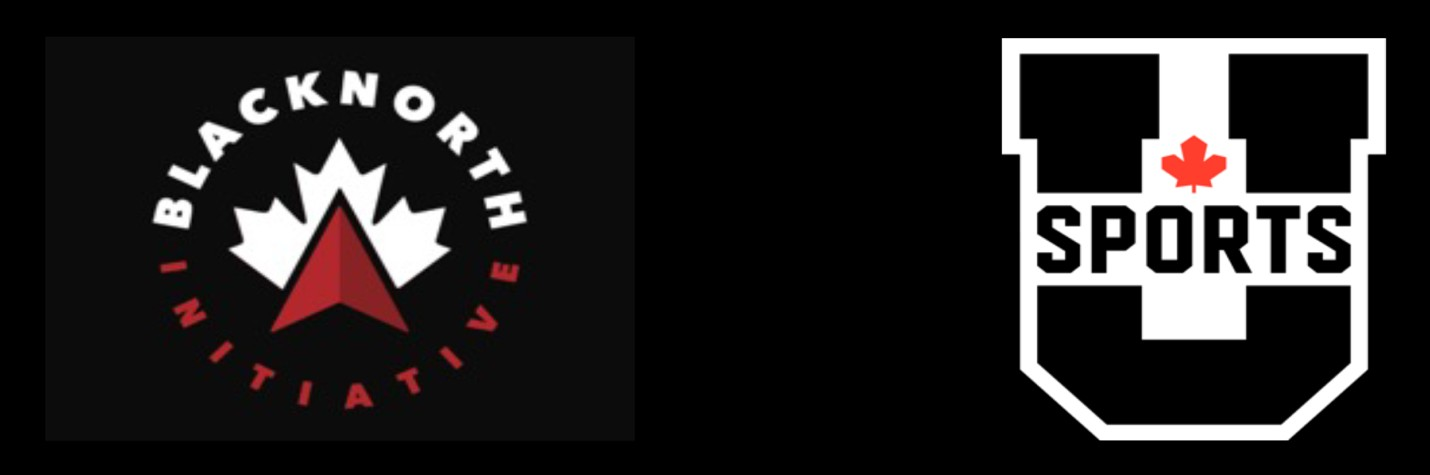 BLACKNORTH
INITIATIVE
U
SPORTS